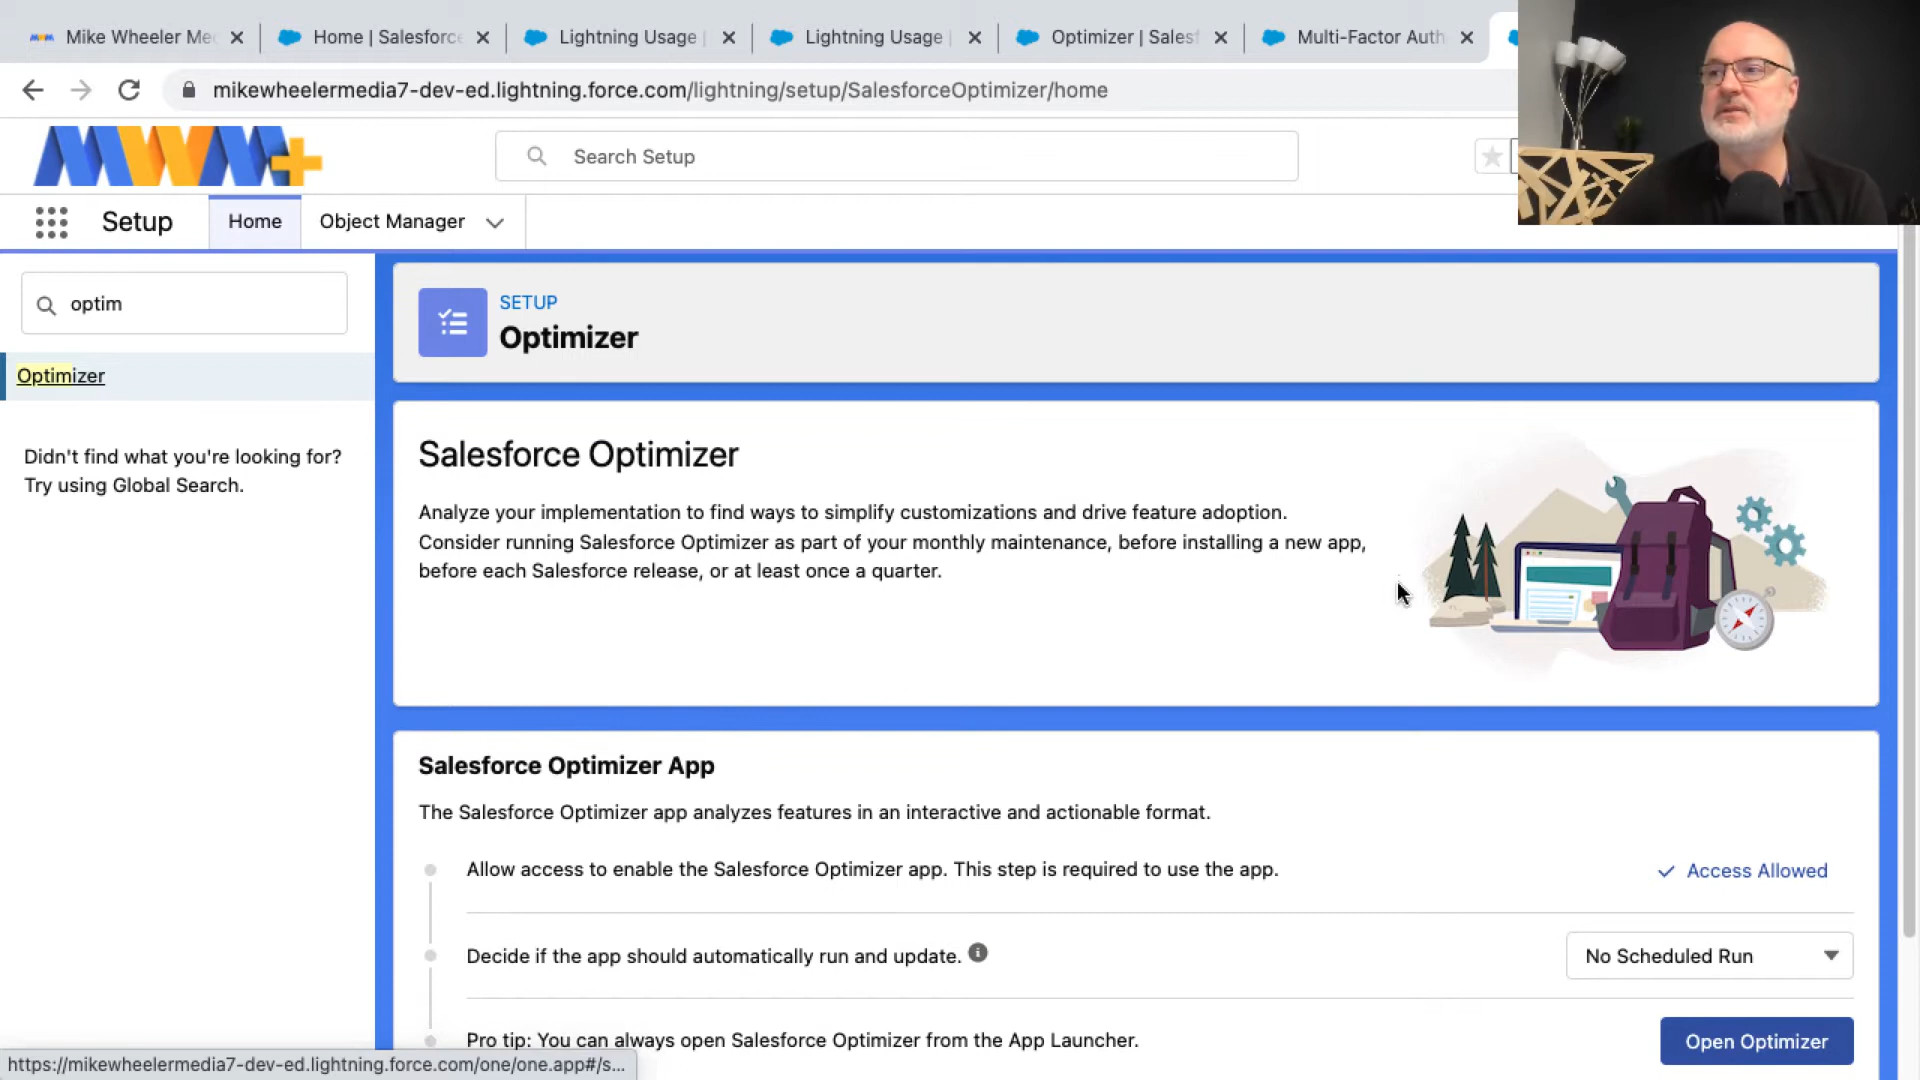 Mike Wheeler Me
Home | Salesforce
Lightning Usage |
Lightning Usage |
Optimizer | Salesf
Multi-Factor Auth
mikewheelermedia7-dev-ed.lightning.force.com/lightning/setup/SalesforceOptimizer/home
MWM+
Search Setup
Setup
Home
Object Manager
optim
Optimizer
Didn't find what you're looking for?
Try using Global Search.
SETUP
Optimizer
Salesforce Optimizer
Analyze your implementation to find ways to simplify customizations and drive feature adoption.
Consider running Salesforce Optimizer as part of your monthly maintenance, before installing a new app,
before each Salesforce release, or at least once a quarter.
Salesforce Optimizer App
The Salesforce Optimizer app analyzes features in an interactive and actionable format.
Allow access to enable the Salesforce Optimizer app. This step is required to use the app.
Access Allowed
Decide if the app should automatically run and update.
No Scheduled Run
Pro tip: You can always open Salesforce Optimizer from the App Launcher.
Open Optimizer
https://mikewheelermedia7-dev-ed.lightning.force.com/one/one.app#/s...